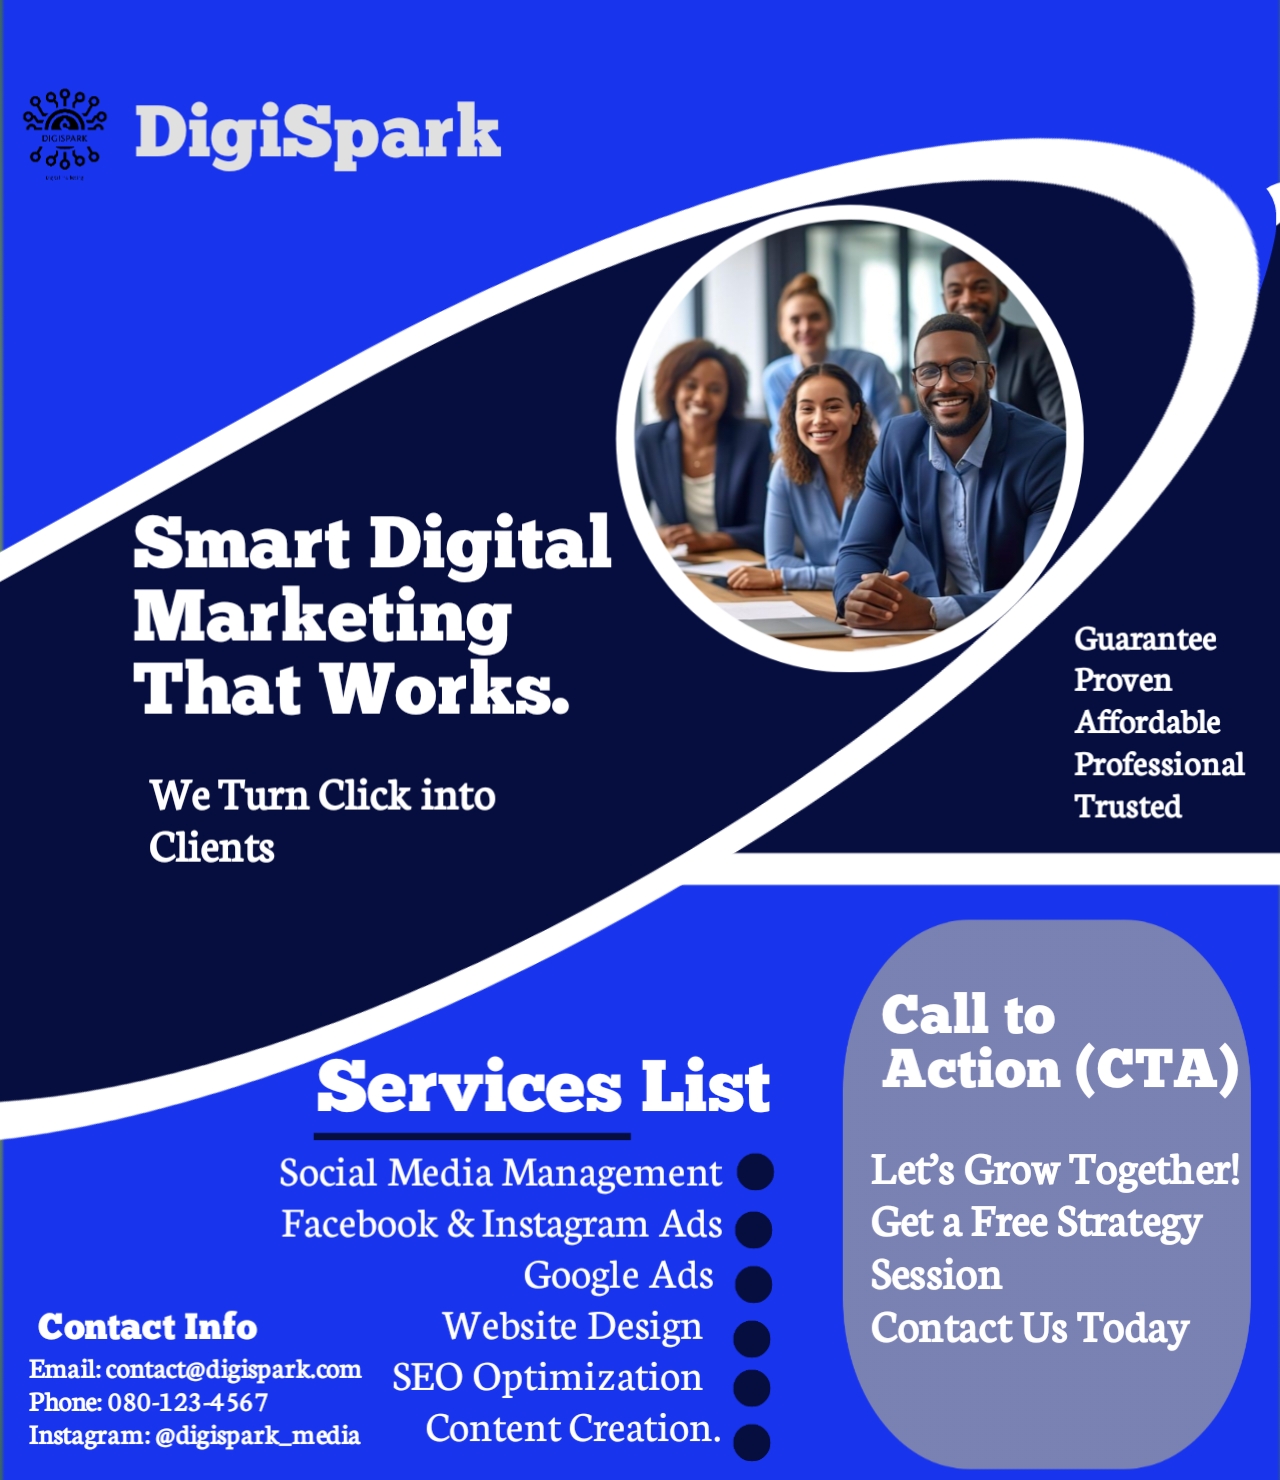 DIGISPARK
DigiSpark
Smart Digital
Marketing
That Works.
We Turn Click into
Clients
Guarantee
Proven
Affordable
Professional
Trusted
Services List
Social Media Management
Facebook & Instagram Ads
Google Ads
Website Design
SEO Optimization
Content Creation.
Call to
Action (CTA)
Let's Grow Together!
Get a Free Strategy
Session
Contact Us Today
Contact Info
Email: contact@digispark.com
Phone: 080-123-4567
Instagram: @digispark_media